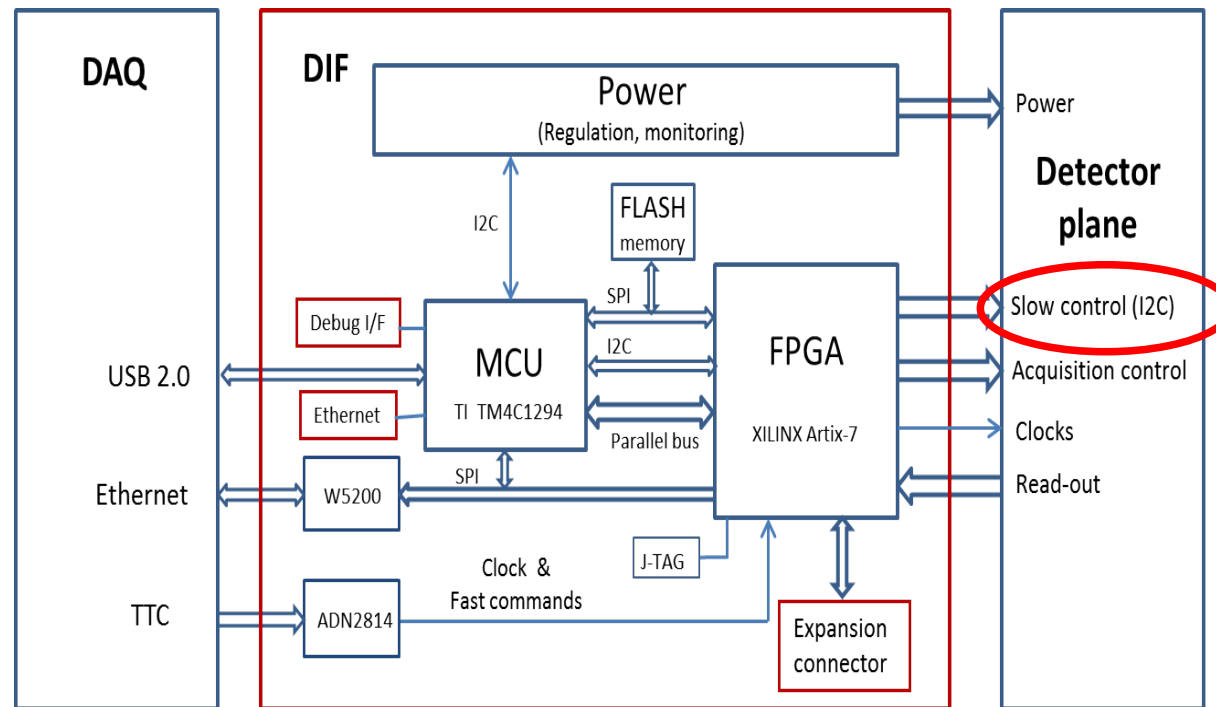 DAQ
DIF
Power
(Regulation, monitoring)
Power
Detector
plane
I2C
FLASH
memory
SPI
Slow control (I2C)
Debug I/F
MCU
TI TM4C1294
I2C
FPGA
XILINX Artix-7
USB 2.0
Acquisition control
Ethernet
Parallel bus
Clocks
SPI
Ethernet
W5200
Read-out
J-TAG
Clock &
Fast commands
TTC
ADN2814
Expansion
connector